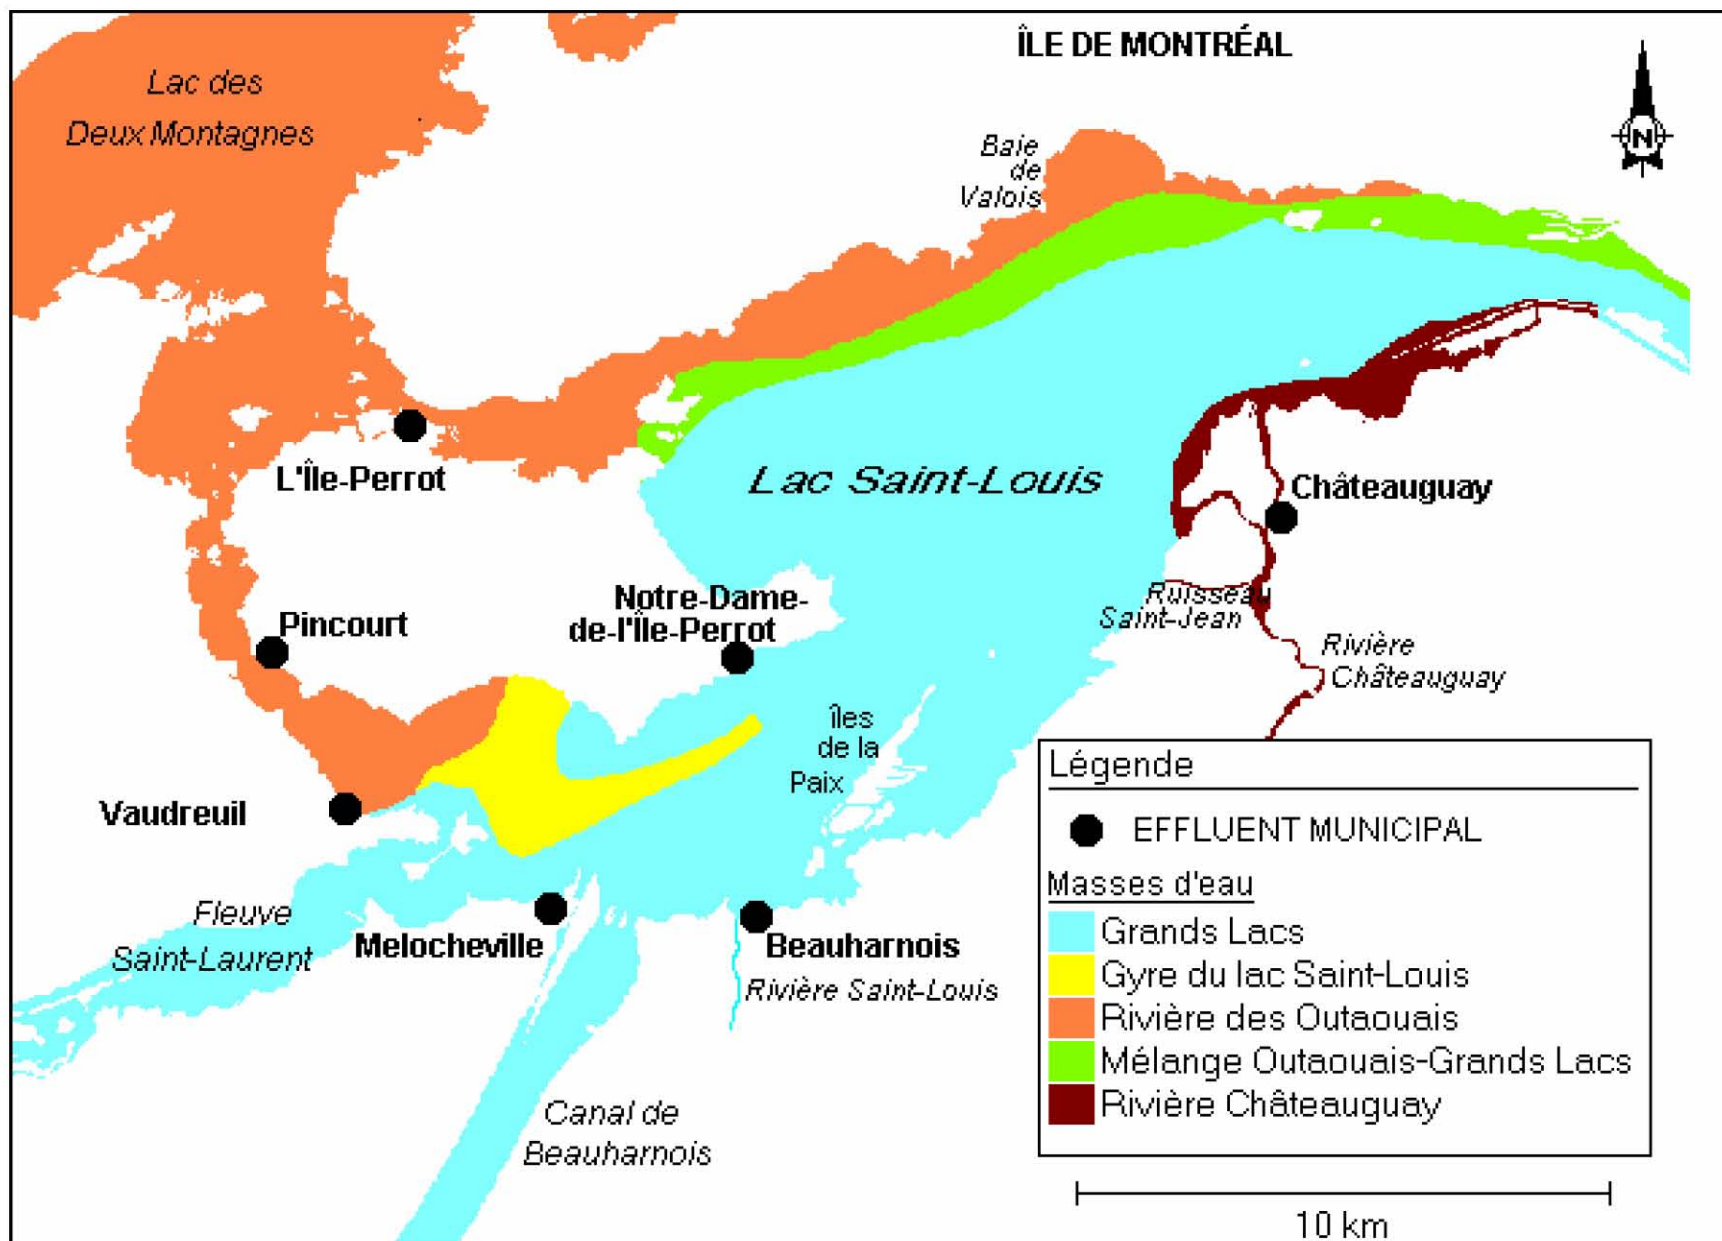 ÎLE DE MONTRÉAL
Lac des
Deux Montagnes
N
Baie
de
Valois
L'Île-Perrot
Lac Saint-Louis
Châteauguay
Notre-Dame-
de-l'Île-Perrot
Pincourt
Ruisseau
Saint-Jean
Rivière
Châteauguay
îles
de la
Paix
Vaudreuil
Fleuve
Saint-Laurent
Melocheville
Beauharnois
Rivière Saint-Louis
Canal de
Beauharnois
Légende
EFFLUENT MUNICIPAL
Masses d'eau
Grands Lacs
Gyre du lac Saint-Louis
Rivière des Outaouais
Mélange Outaouais-Grands Lacs
Rivière Châteauguay
10 km